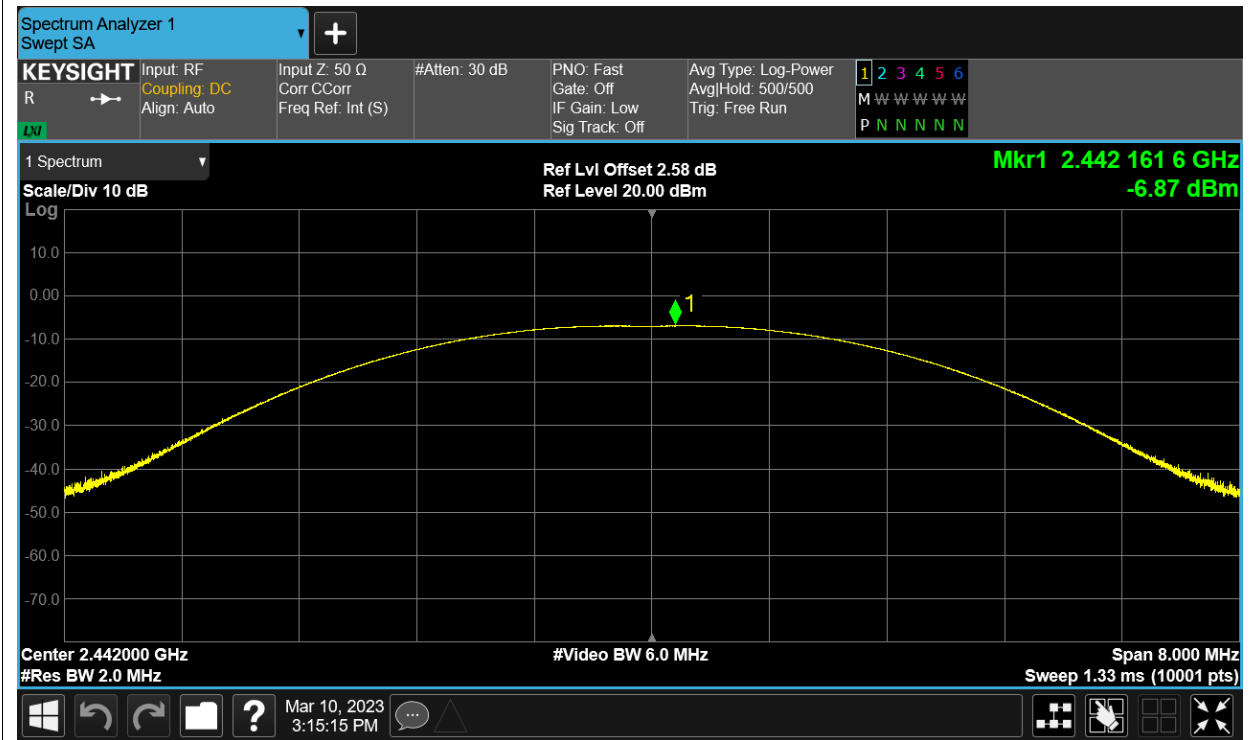 Spectrum Analyzer 1
Swept SA
+
KEYSIGHT
R
LXI
Input: RF
Coupling: DC
Align: Auto
Input Z: 50 Ω
Corr CCorr
Freq Ref: Int (S)
#Atten: 30 dB
PNO: Fast
Gate: Off
IF Gain: Low
Sig Track: Off
Avg Type: Log-Power
Avg|Hold: 500/500
Trig: Free Run
1 2 3 4 5 6
M W W W W W
P N N N N N
1 Spectrum
Scale/Div 10 dB
Ref Lvl Offset 2.58 dB
Ref Level 20.00 dBm
Mkr1 2.442 161 6 GHz
-6.87 dBm
Log
10.0
0.00
1
-10.0
-20.0
-30.0
-40.0
-50.0
-60.0
-70.0
Center 2.442000 GHz
#Res BW 2.0 MHz
#Video BW 6.0 MHz
Span 8.000 MHz
Sweep 1.33 ms (10001 pts)
?
Mar 10, 2023
3:15:15 PM